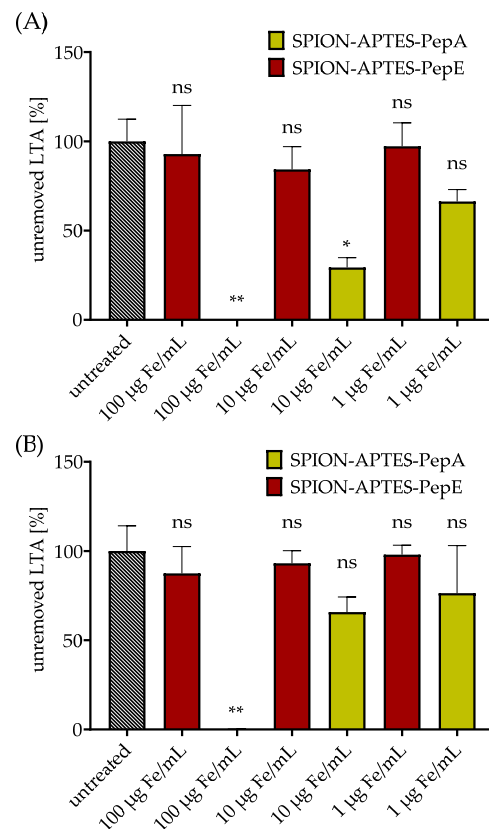 (A)
SPION-APTES-PepA
SPION-APTES-PepE
unremoved LTA [%]
150
100
50
0
ns
**
ns
*
ns
ns
untreated
100 µg Fe/mL
100 µg Fe/mL
10 µg Fe/mL
10 µg Fe/mL
1 µg Fe/mL
1 µg Fe/mL
(B)
SPION-APTES-PepA
SPION-APTES-PepE
unremoved LTA [%]
150
100
50
0
ns
**
ns
ns
ns
ns
untreated
100 µg Fe/mL
100 µg Fe/mL
10 µg Fe/mL
10 µg Fe/mL
1 µg Fe/mL
1 µg Fe/mL